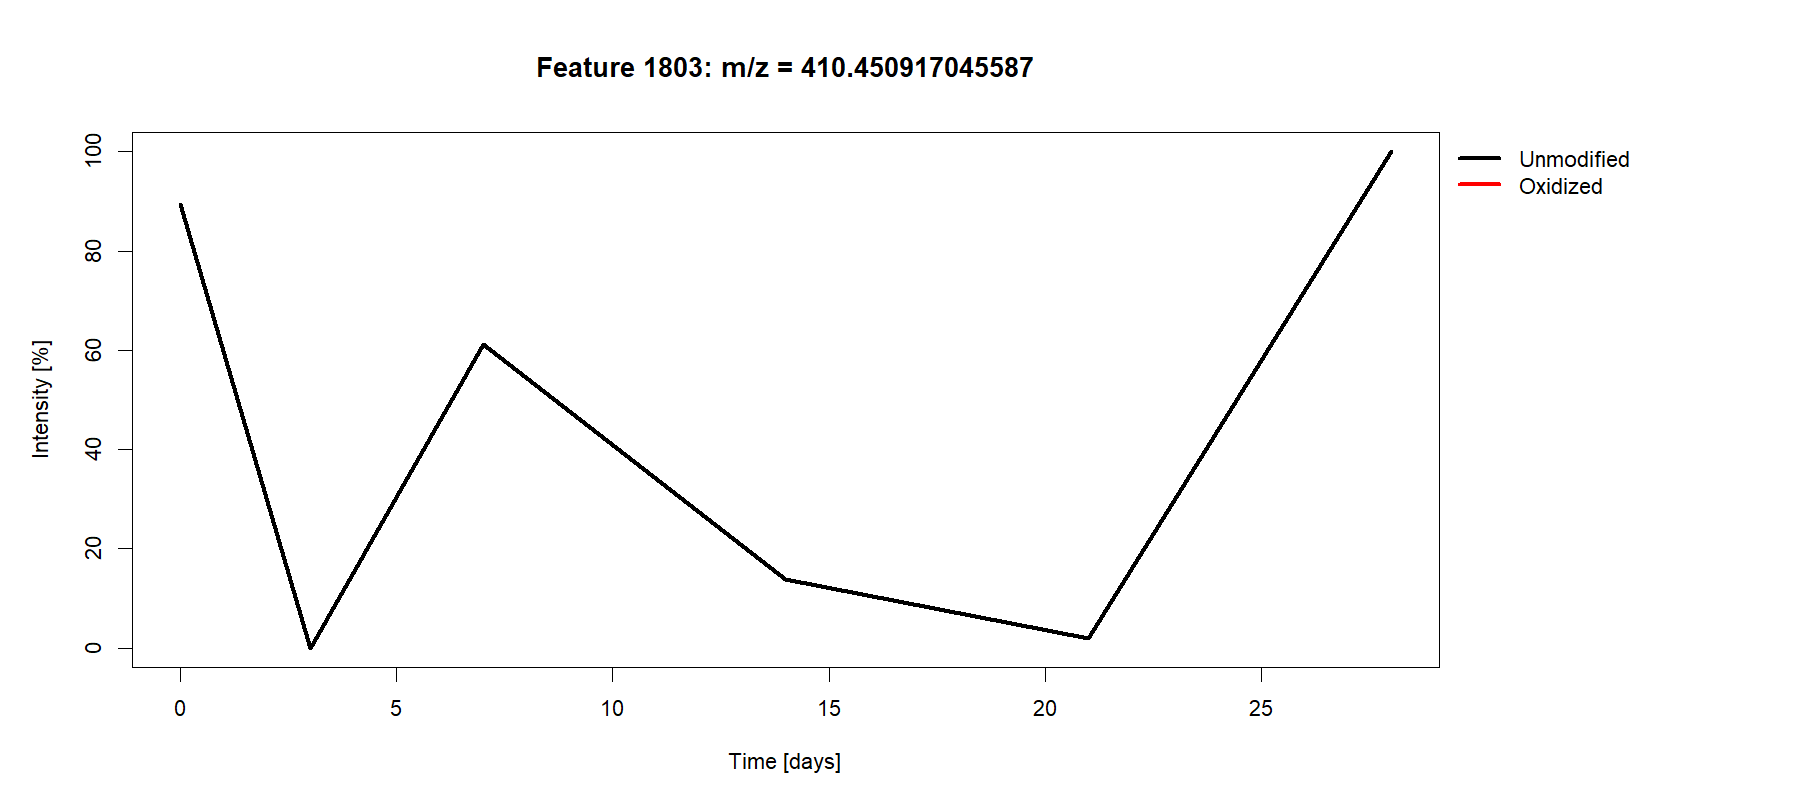 Feature 1803: m/z = 410.450917045587
Unmodified
Oxidized
Intensity [%]
100
80
60
40
20
0
0 5 10 15 20 25
Time [days]